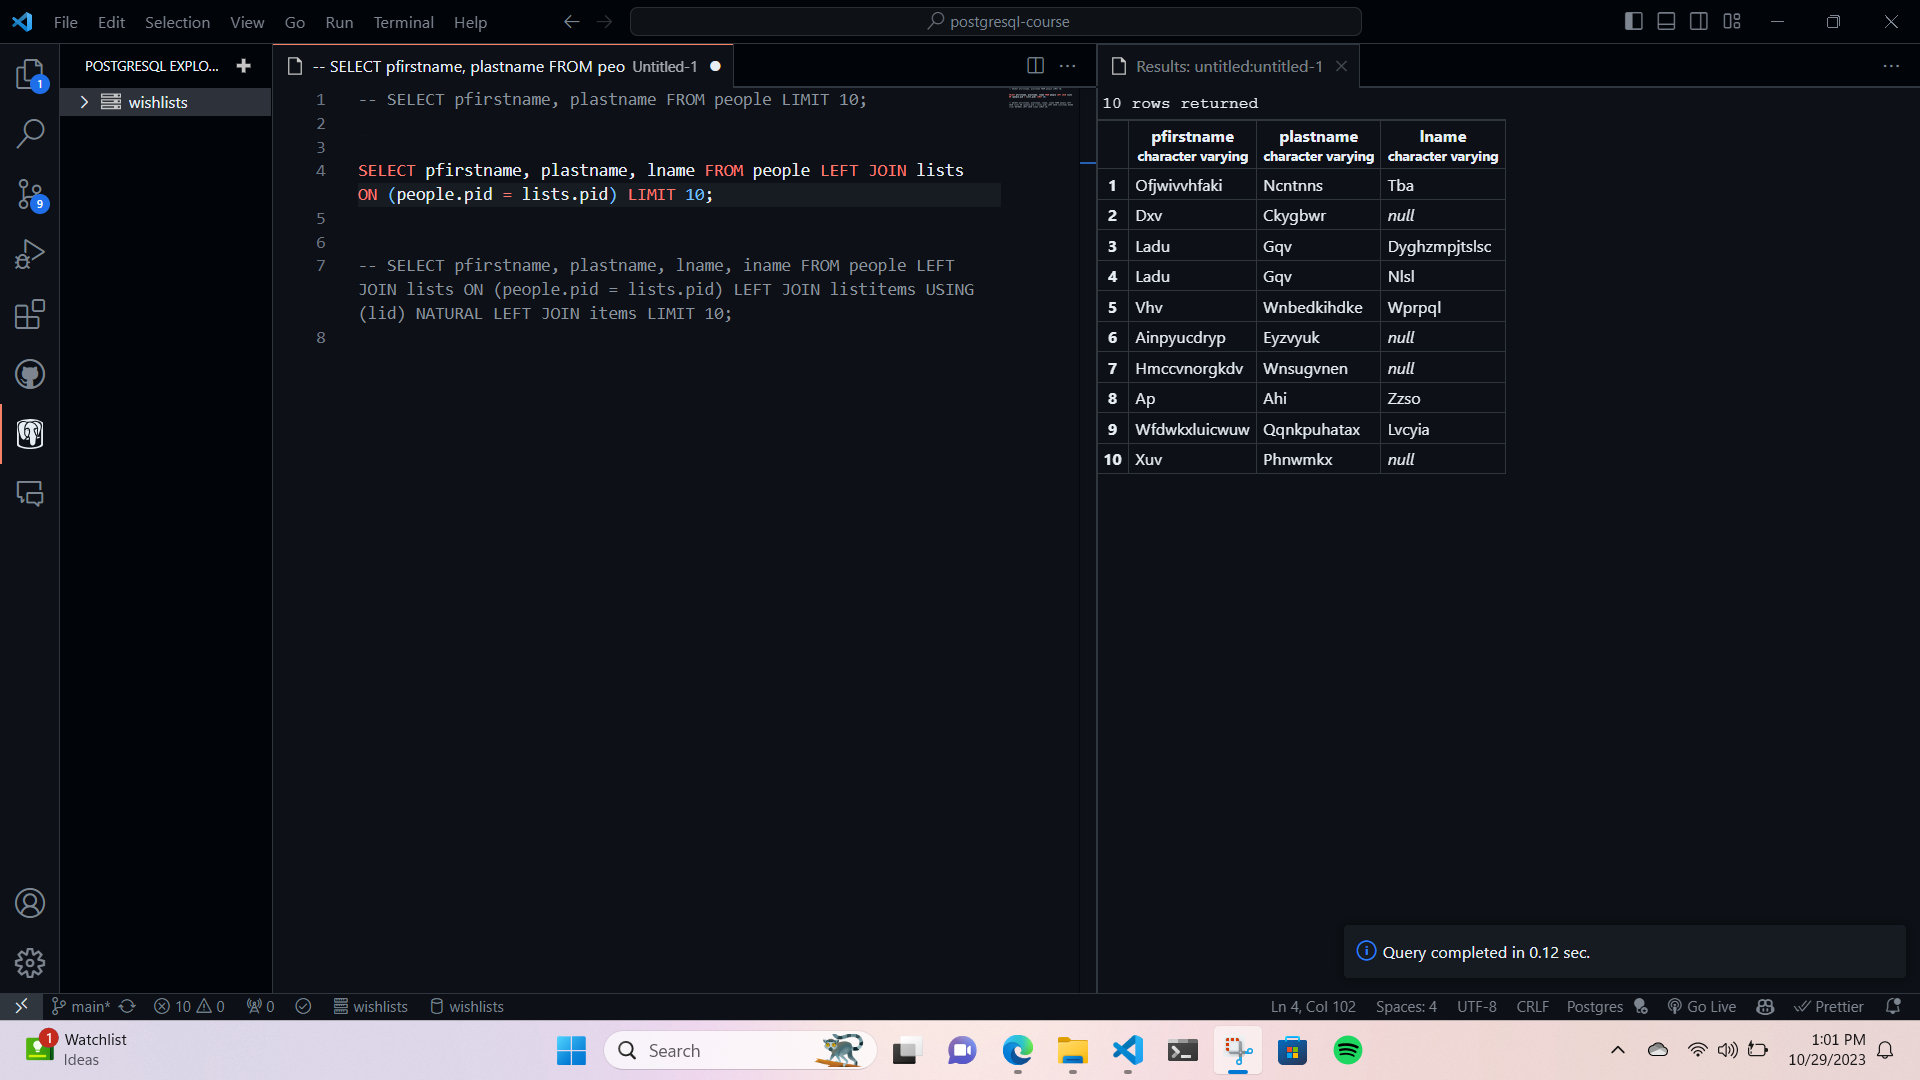 File Edit Selection View Go Run Terminal Help
postgresql-course
1
9
POSTGRESQL EXPLO...
wishlists
-- SELECT pfirstname, plastname FROM peo Untitled-1
1 -- SELECT pfirstname, plastname FROM people LIMIT 10;
2
3
4 SELECT pfirstname, plastname, lname FROM people LEFT JOIN lists
ON (people.pid = lists.pid) LIMIT 10;
5
6
7 -- SELECT pfirstname, plastname, lname, iname FROM people LEFT
JOIN lists ON (people.pid = lists.pid) LEFT JOIN listitems USING
(lid) NATURAL LEFT JOIN items LIMIT 10;
8
Results: untitled:untitled-1
10 rows returned
pfirstname plastname lname
character varying character varying character varying
1 Ofjwivvhfaki Ncntnns Tba
2 Dxv Ckygbwr null
3 Ladu Gqv Dyghzmpjtslsc
4 Ladu Gqv Nlsl
5 Vhv Wnbedkihdke Wprpql
6 Ainpyucdryp Eyzvyuk null
7 Hmccvnorgkdv Wnsugvnen null
8 Ap Ahi Zzso
9 Wfdwkxluicwuw Qqnkpuhatax Lvcyia
10 Xuv Phnwmkx null
Query completed in 0.12 sec.
main* 10 0 0 wishlists wishlists Ln 4, Col 102 Spaces: 4 UTF-8 CRLF Postgres Go Live Prettier
1
Watchlist
Ideas
Search
1:01 PM
10/29/2023